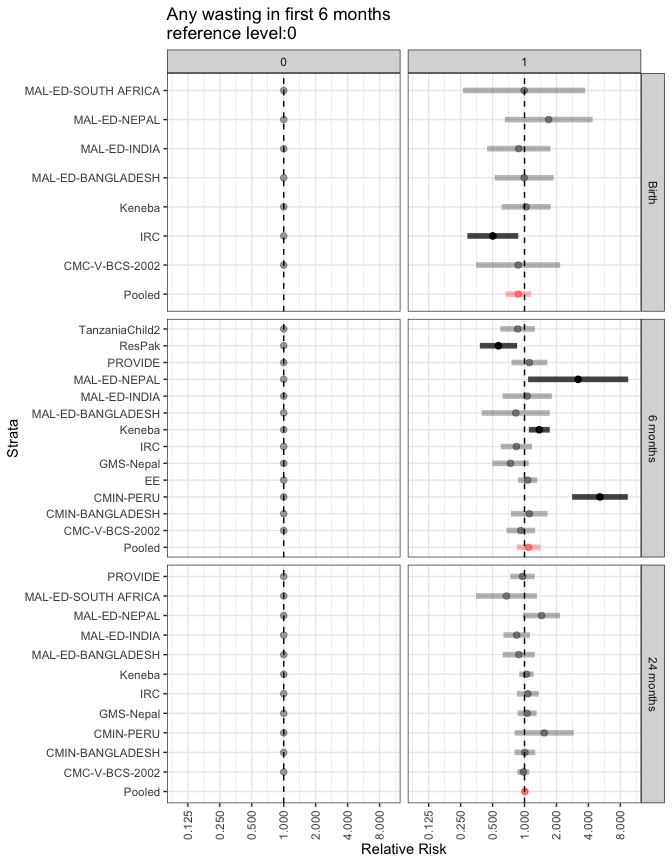 Any wasting in first 6 months
reference level:0
0
1
MAL-ED-SOUTH AFRICA
MAL-ED-NEPAL
MAL-ED-INDIA
MAL-ED-BANGLADESH
Keneba
IRC
CMC-V-BCS-2002
Pooled
Birth
TanzaniaChild2
ResPak
PROVIDE
MAL-ED-NEPAL
MAL-ED-INDIA
MAL-ED-BANGLADESH
Keneba
IRC
GMS-Nepal
EE
CMIN-PERU
CMIN-BANGLADESH
CMC-V-BCS-2002
Pooled
6 months
PROVIDE
MAL-ED-SOUTH AFRICA
MAL-ED-NEPAL
MAL-ED-INDIA
MAL-ED-BANGLADESH
Keneba
IRC
GMS-Nepal
CMIN-PERU
CMIN-BANGLADESH
CMC-V-BCS-2002
Pooled
24 months
Strata
0.125
0.250
0.500
1.000
2.000
4.000
8.000
0.125
0.250
0.500
1.000
2.000
4.000
8.000
Relative Risk